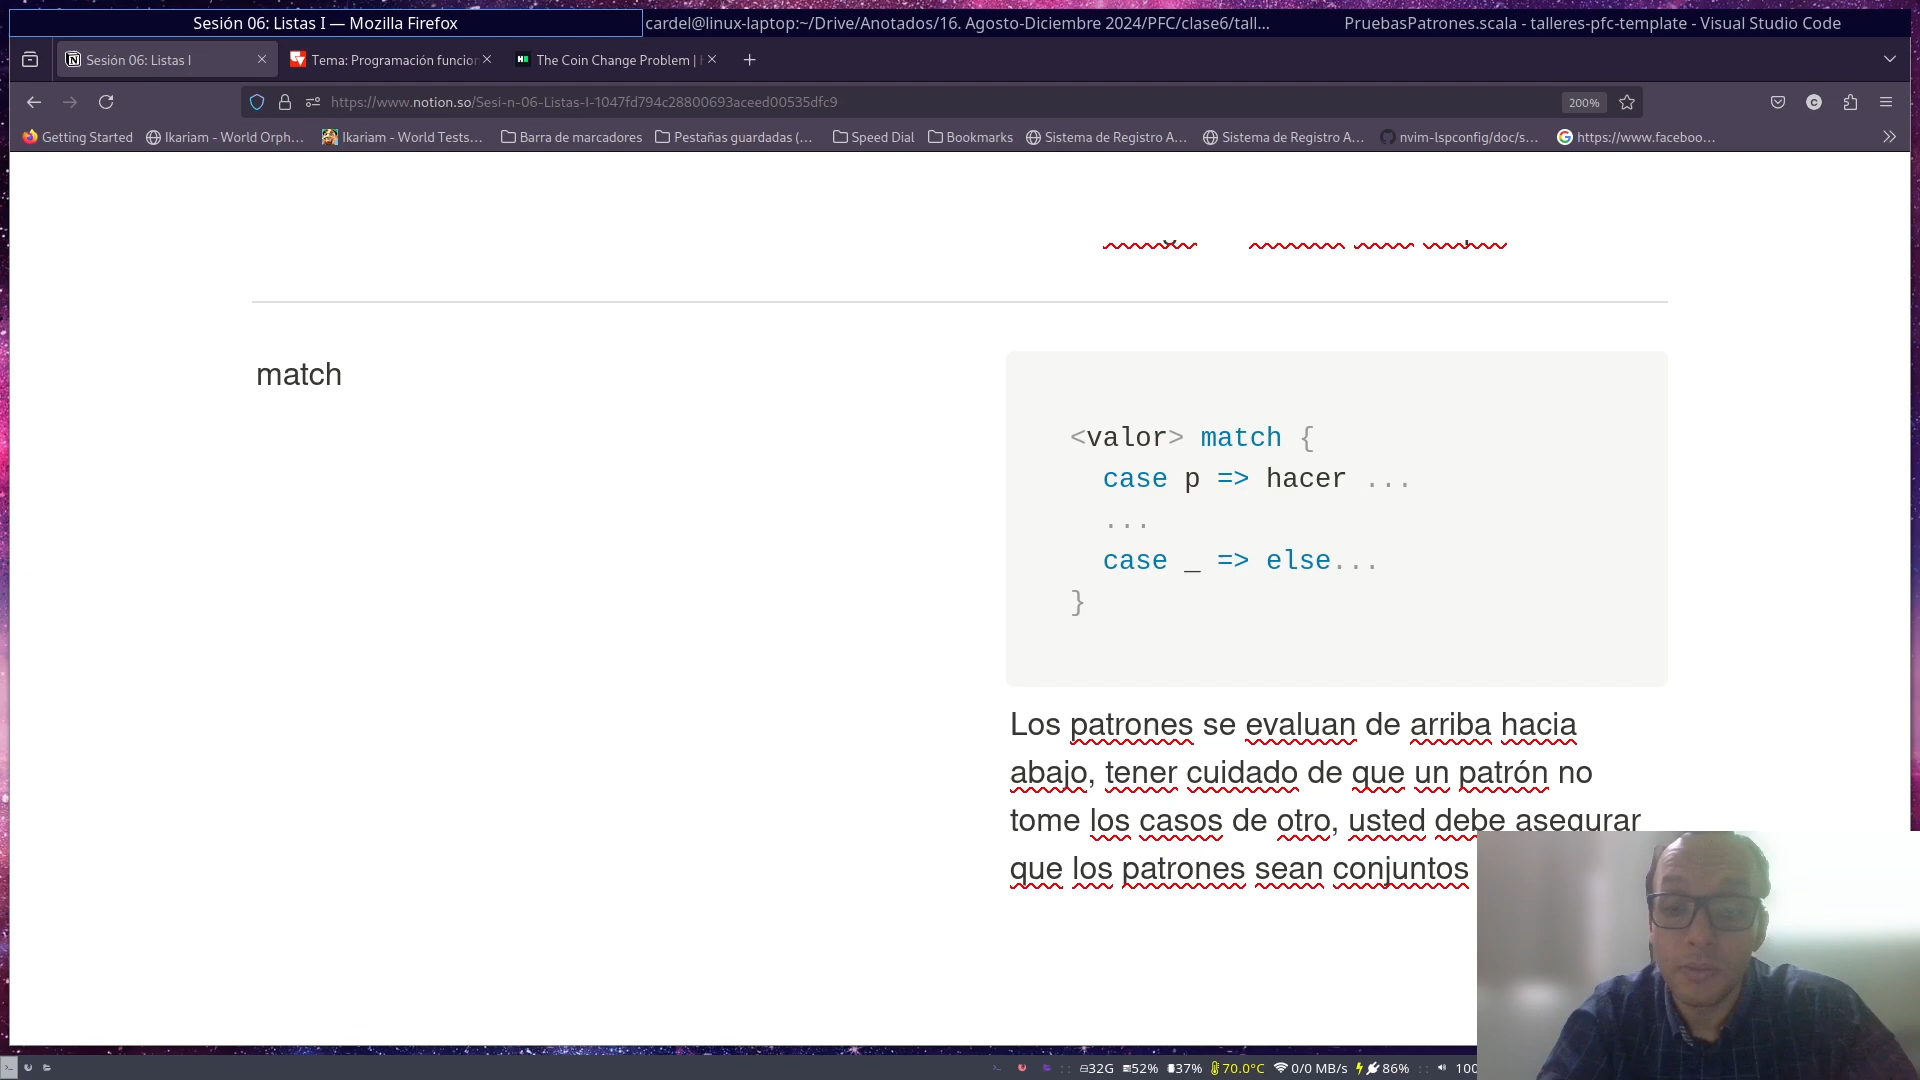 Sesión 06: Listas I — Mozilla Firefox
cardel@linux-laptop:~/Drive/Anotados/16. Agosto-Diciembre 2024/PFC/clase6/tall...
PruebasPatrones.scala - talleres-pfc-template - Visual Studio Code
Sesión 06: Listas I
Tema: Programación funcio
The Coin Change Problem |
https://www.notion.so/Sesi-n-06-Listas-I-1047fd794c28800693aceed00535dfc9
200%
Getting Started
Ikariam - World Orph...
Ikariam - World Tests...
Barra de marcadores
Pestañas guardadas (...
Speed Dial
Bookmarks
Sistema de Registro A...
Sistema de Registro A...
nvim-lspconfig/doc/s...
https://www.faceboo...
match
<valor> match {
case p => hacer ...
...
case _ => else...
}
Los patrones se evaluan de arriba hacia
abajo, tener cuidado de que un patrón no
tome los casos de otro, usted debe asegurar
que los patrones sean conjuntos
32G 52% 37% 70.0°C 0/0 MB/s 86% 100